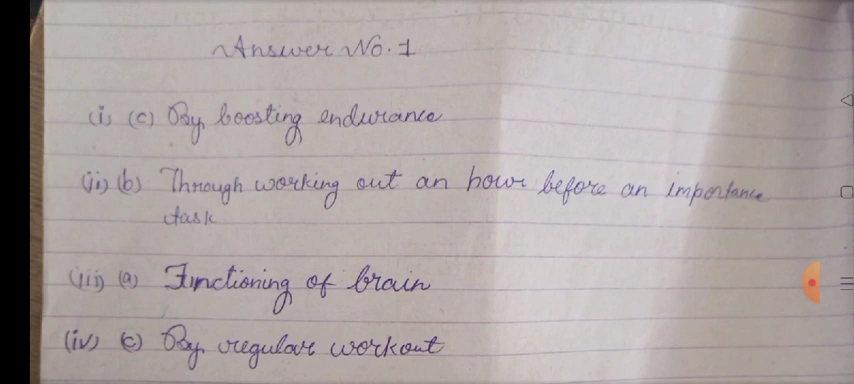 Answer No. 1
(i) (c) By boosting endurance
(ii) (b) Through working out an hour before an importance
task
(iii) (a) Functioning of brain
(iv) (c) By regular workout